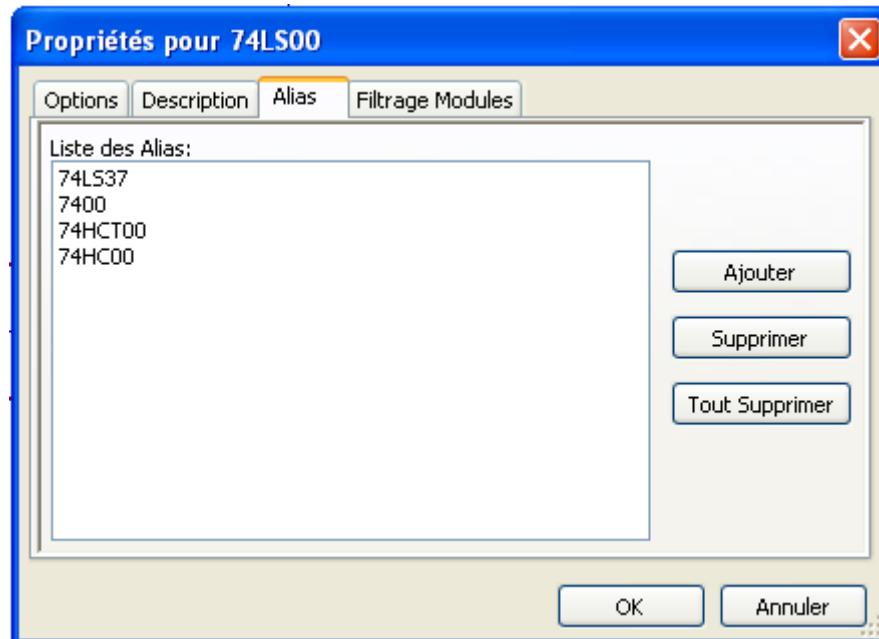 Propriétés pour 74LS00
Options Description Alias Filtrage Modules
Liste des Alias:
74LS37
7400
74HCT00
74HC00
Ajouter
Supprimer
Tout Supprimer
OK Annuler